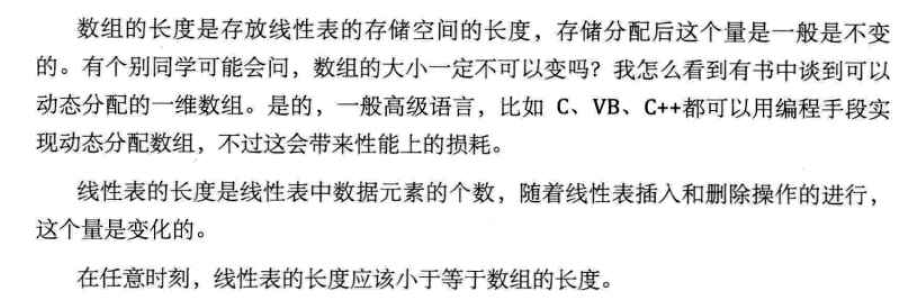 数组的长度是存放线性表的存储空间的长度，存储分配后这个量是一般是不变
的。有个别同学可能会问，数组的大小一定不可以变吗？我怎么看到有书中谈到可以
动态分配的一维数组。是的，一般高级语言，比如 C、VB、C++都可以用编程手段实
现动态分配数组，不过这会带来性能上的损耗。
线性表的长度是线性表中数据元素的个数，随着线性表插入和删除操作的进行，
这个量是变化的。
在任意时刻，线性表的长度应该小于等于数组的长度。